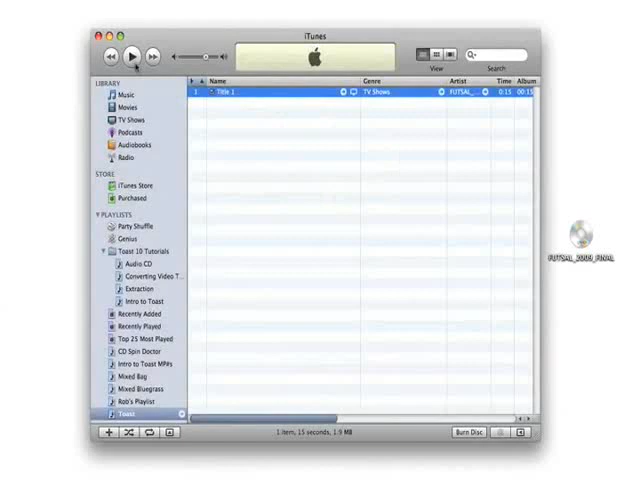 iTunes
View
Search
LIBRARY
Music
Movies
TV Shows
Podcasts
Audiobooks
Radio
STORE
iTunes Store
Purchased
PLAYLISTS
Party Shuffle
Genius
Toast 10 Tutorials
Audio CD
Converting Video T...
Extraction
Intro to Toast
Recently Added
Recently Played
Top 25 Most Played
CD Spin Doctor
Intro to Toast MP#s
Mixed Bag
Mixed Bluegrass
Rob's Playlist
Toast
Name Genre Artist Time Album
1 Title 1 TV Shows FUTSAL_... 0:15 00:15
FUTSAL_2009_FINAL
1 item, 15 seconds, 1.9 MB
Burn Disc